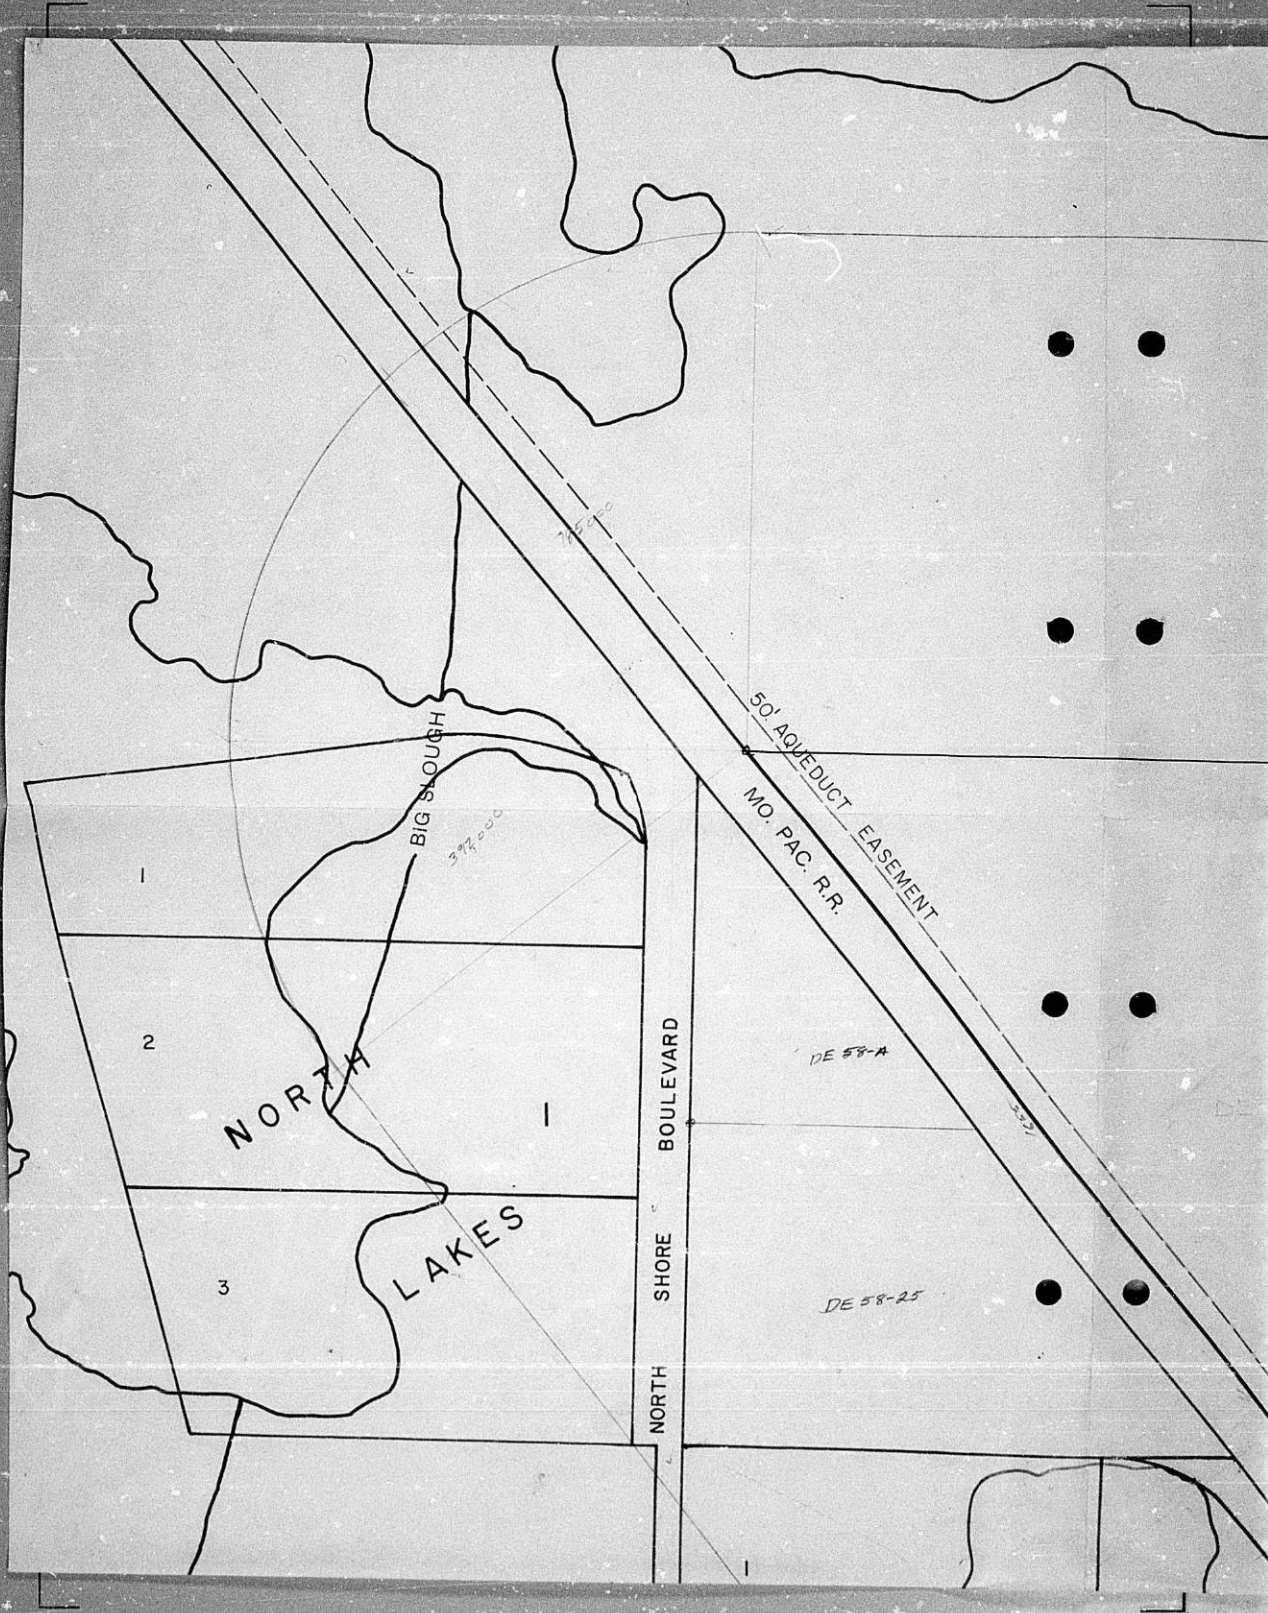 50' AQUEDUCT EASEMENT
MO. PAC. R.R.
BIG SLOUGH
1
2
NORTH
1
LAKES
3
NORTH SHORE BOULEVARD
DE 58-A
DE 58-25
1